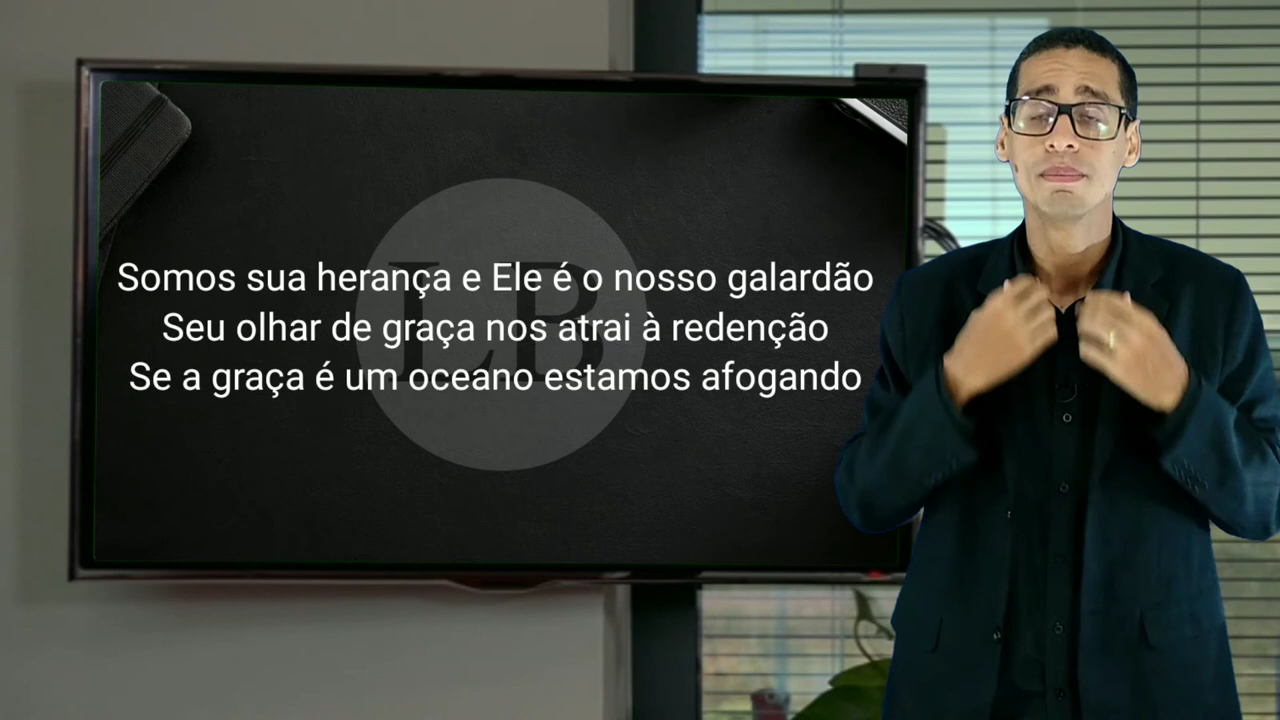 Somos sua herança e Ele é o nosso galardão
Seu olhar de graça nos atrai à redenção
Se a graça é um oceano estamos afogando
LB